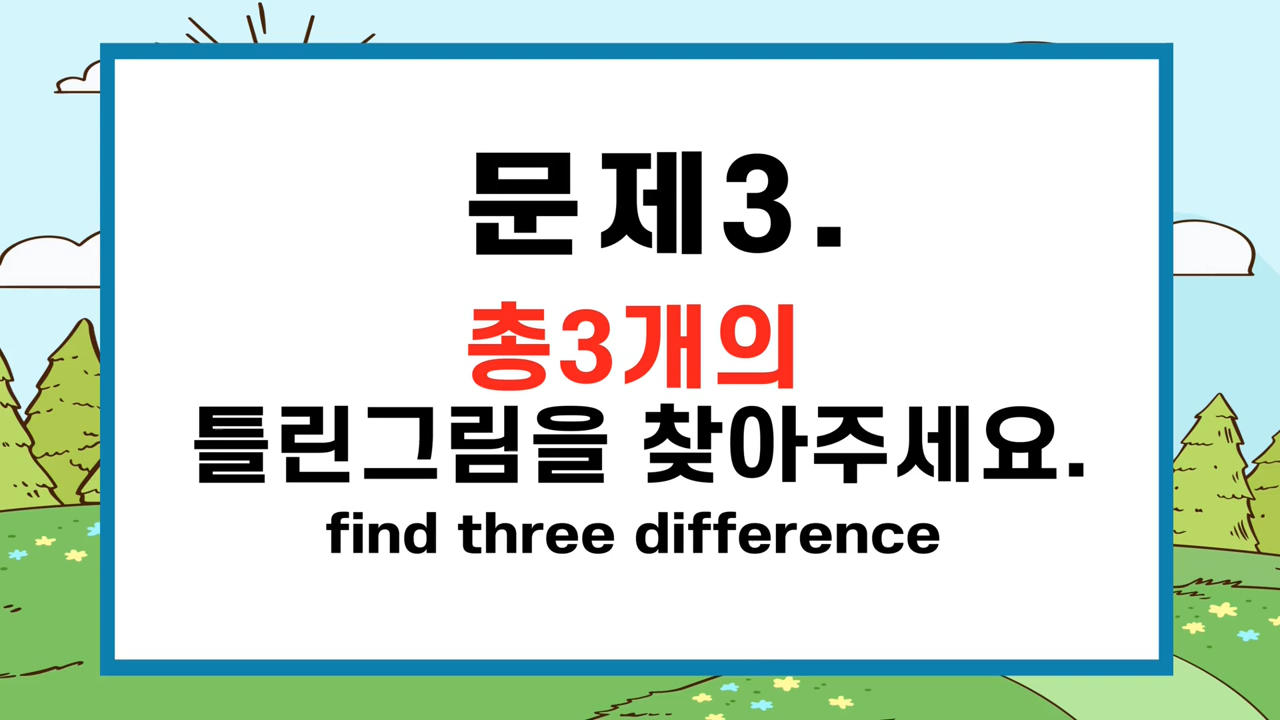 문제3.
총3개의
틀린그림을 찾아주세요.
find three difference